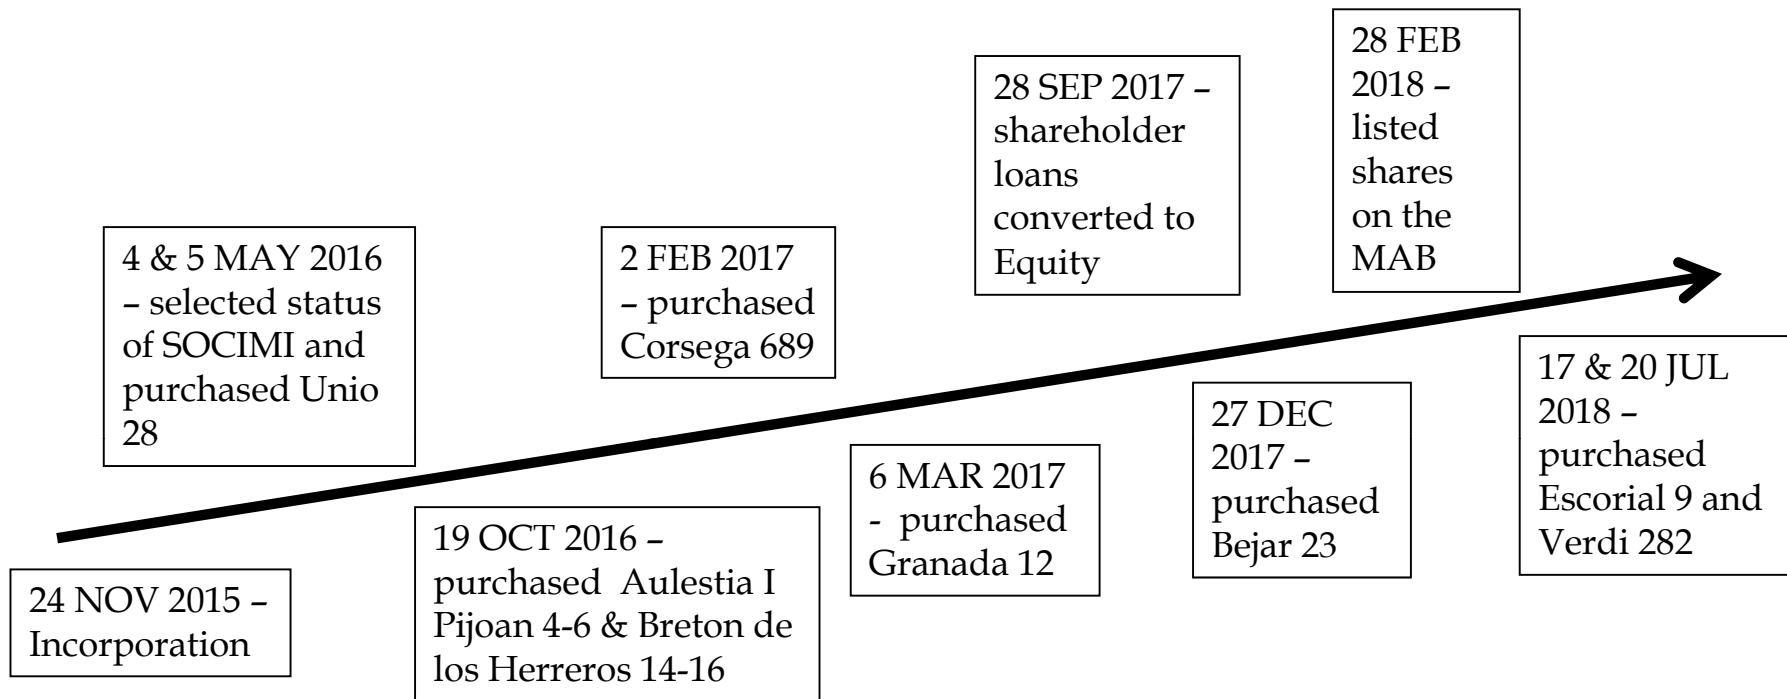 24 NOV 2015 –
Incorporation
4 & 5 MAY 2016
– selected status
of SOCIMI and
purchased Unio
28
19 OCT 2016 –
purchased Aulestia I
Pijoan 4-6 & Breton de
los Herreros 14-16
2 FEB 2017
– purchased
Corsega 689
6 MAR 2017
- purchased
Granada 12
28 SEP 2017 –
shareholder
loans
converted to
Equity
27 DEC
2017 –
purchased
Bejar 23
28 FEB
2018 –
listed
shares
on the
MAB
17 & 20 JUL
2018 –
purchased
Escorial 9 and
Verdi 282